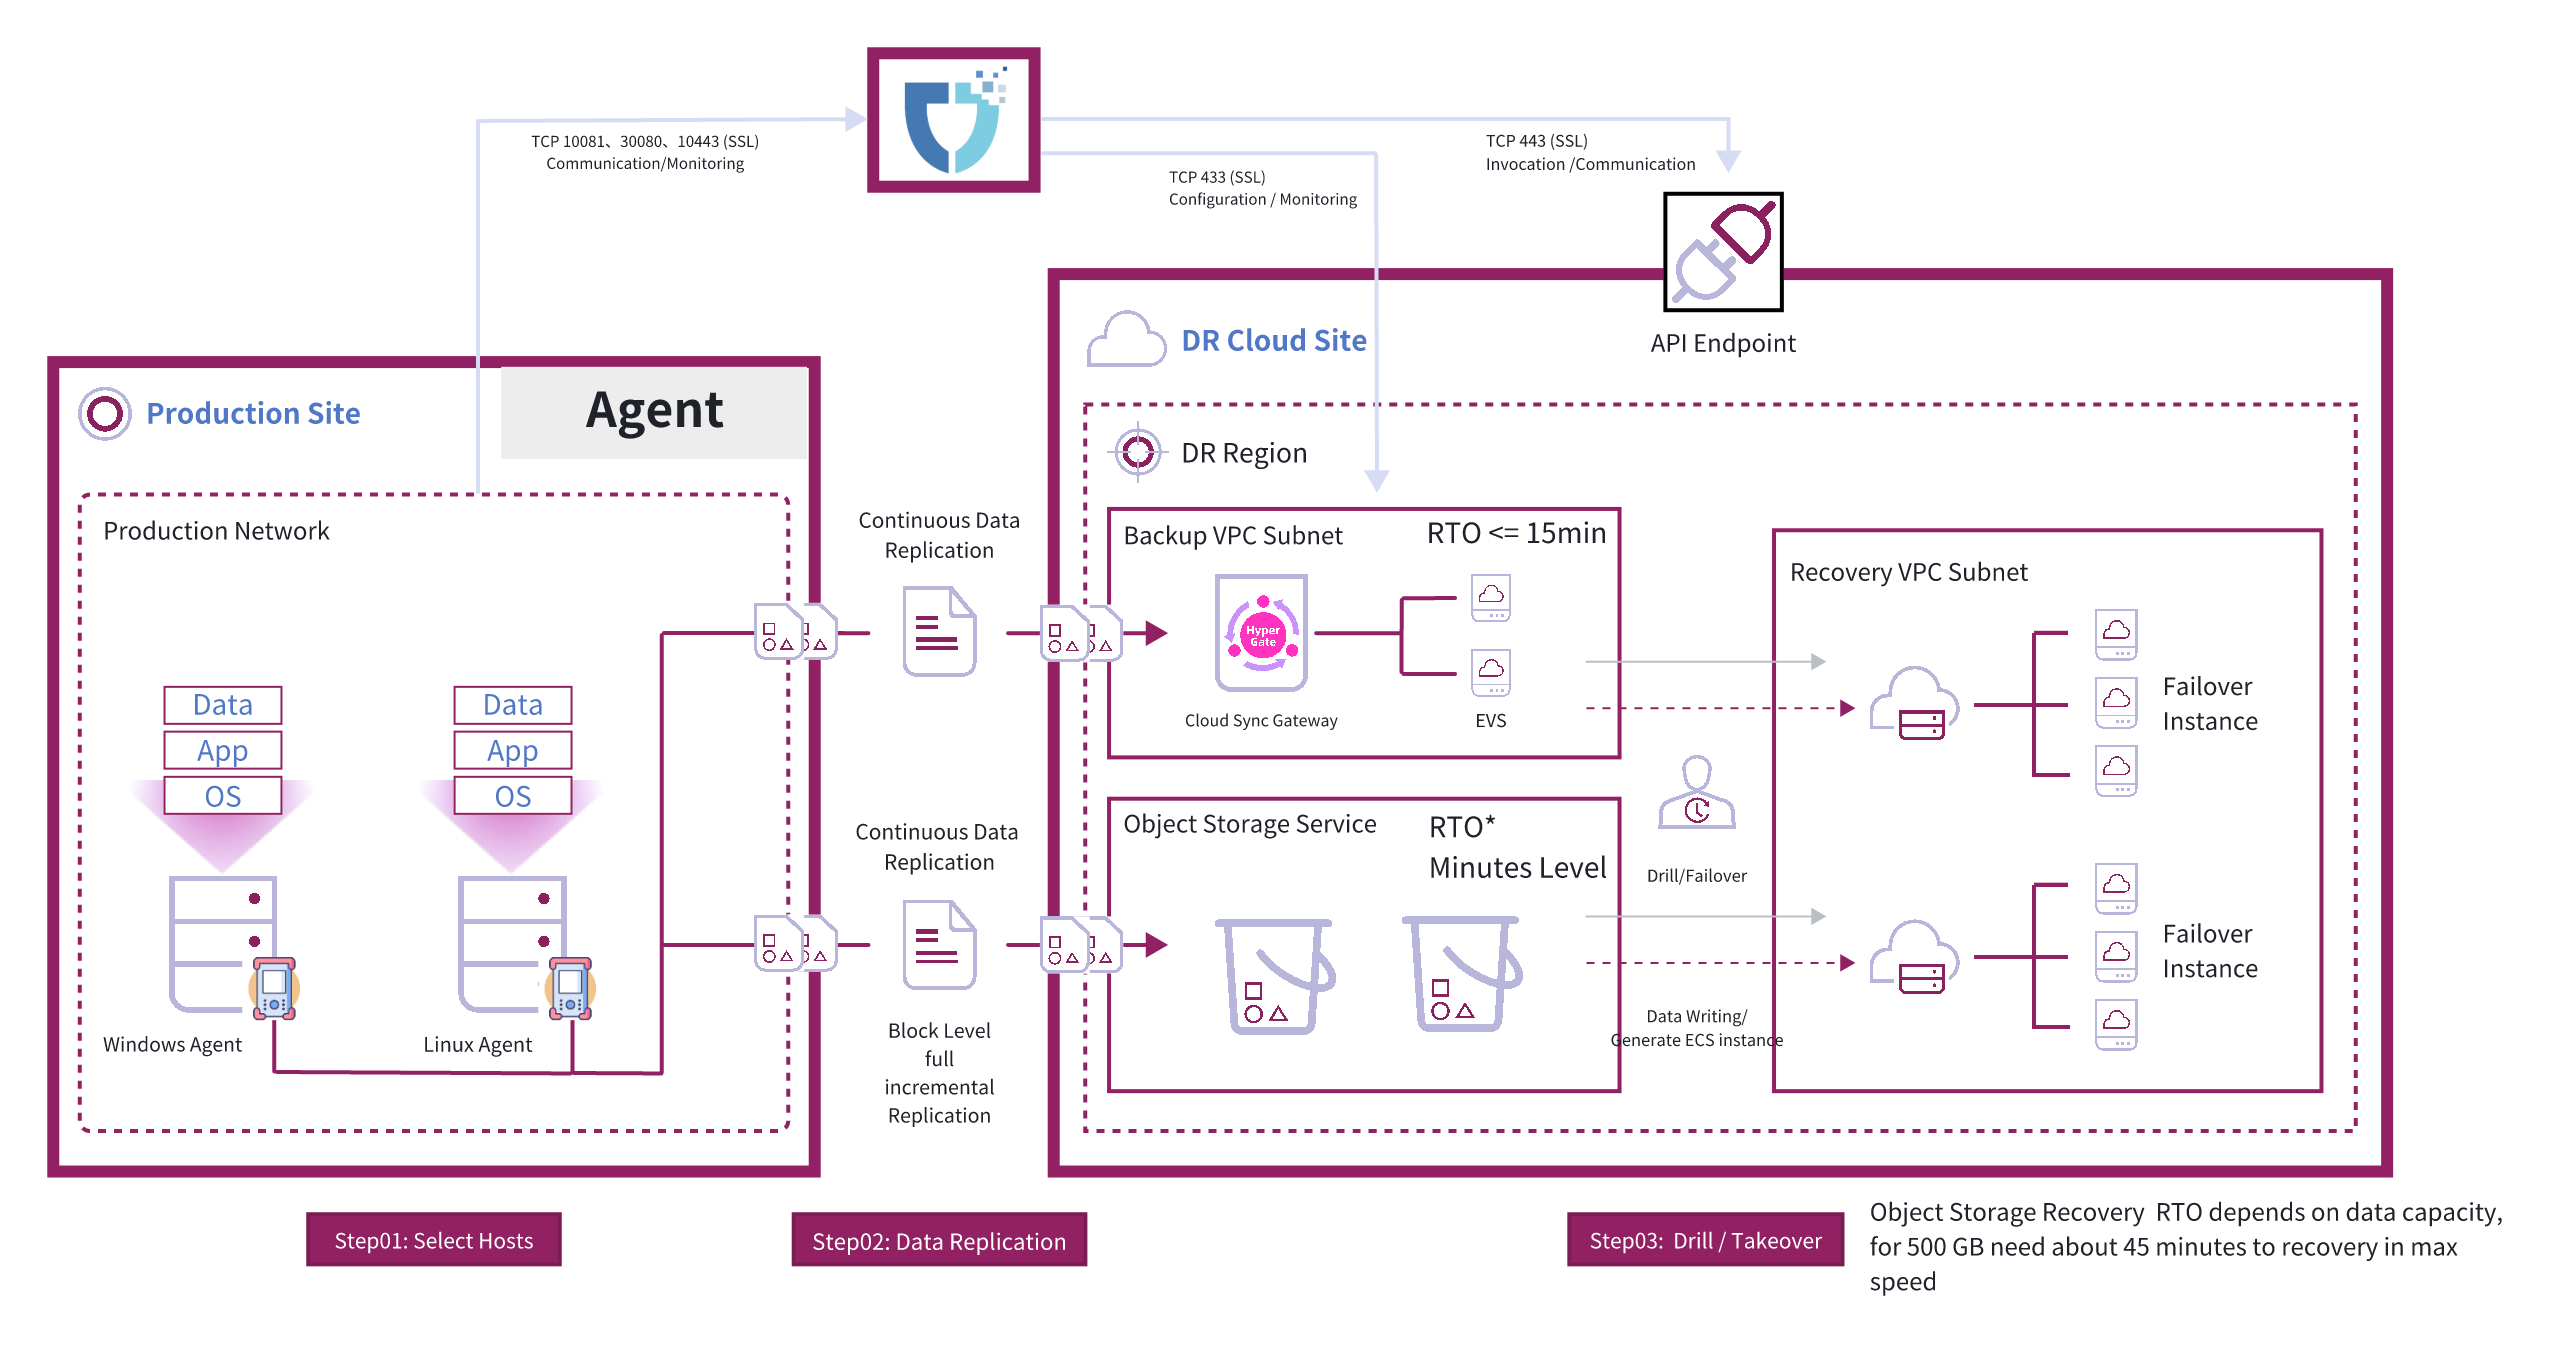 TCP 10081、30080、10443 (SSL)
Communication/Monitoring
TCP 433 (SSL)
Configuration / Monitoring
TCP 443 (SSL)
Invocation /Communication
API Endpoint
DR Cloud Site
DR Region
Production Site
Agent
Production Network
Data
App
OS
Data
App
OS
Windows Agent
Linux Agent
Continuous Data
Replication
Continuous Data
Replication
Block Level
full
incremental
Replication
Backup VPC Subnet
RTO <= 15min
Hyper
Gate
Cloud Sync Gateway
EVS
Object Storage Service
RTO*
Minutes Level
Drill/Failover
Data Writing/
Generate ECS instance
Recovery VPC Subnet
Failover
Instance
Failover
Instance
Step01: Select Hosts
Step02: Data Replication
Step03: Drill / Takeover
Object Storage Recovery RTO depends on data capacity,
for 500 GB need about 45 minutes to recovery in max
speed